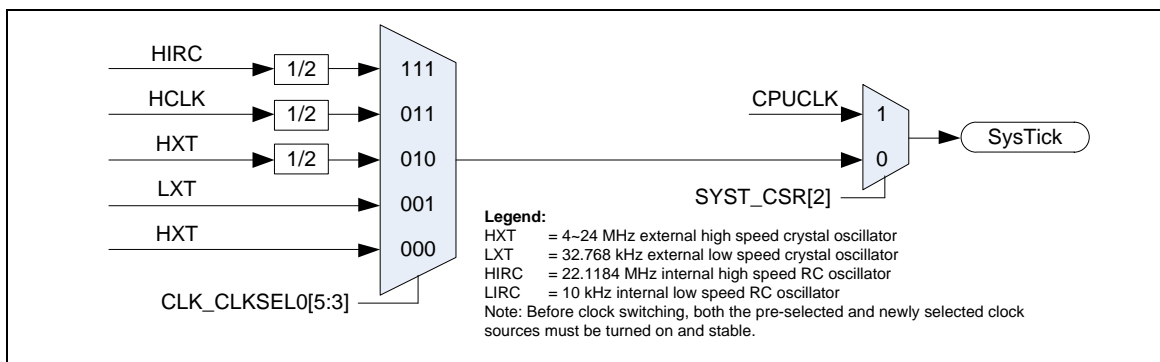 HIRC
1/2
111
HCLK
1/2
011
HXT
1/2
010
LXT
001
HXT
000
CLK_CLKSEL0[5:3]
CPUCLK
1
0
SYST_CSR[2]
SysTick
Legend:
HXT = 4~24 MHz external high speed crystal oscillator
LXT = 32.768 kHz external low speed crystal oscillator
HIRC = 22.1184 MHz internal high speed RC oscillator
LIRC = 10 kHz internal low speed RC oscillator
Note: Before clock switching, both the pre-selected and newly selected clock
sources must be turned on and stable.